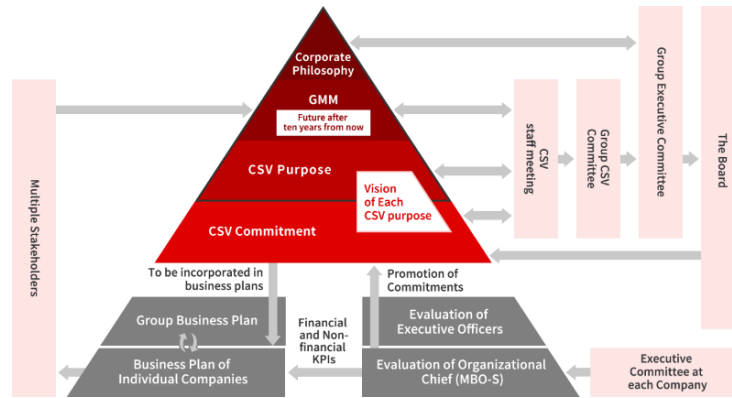 Corporate
Philosophy
GMM
Future after
ten years from now
CSV Purpose
Vision
of Each
CSV purpose
CSV Commitment
Multiple Stakeholders
CSV
staff meeting
Group CSV
Committee
Group Executive Committee
The Board
To be incorporated in
business plans
Promotion of
Commitments
Group Business Plan
Financial
and Non-
financial
KPIs
Evaluation of
Executive Officers
Business Plan of
Individual Companies
Evaluation of Organizational
Chief (MBO-S)
Executive
Committee at
each Company